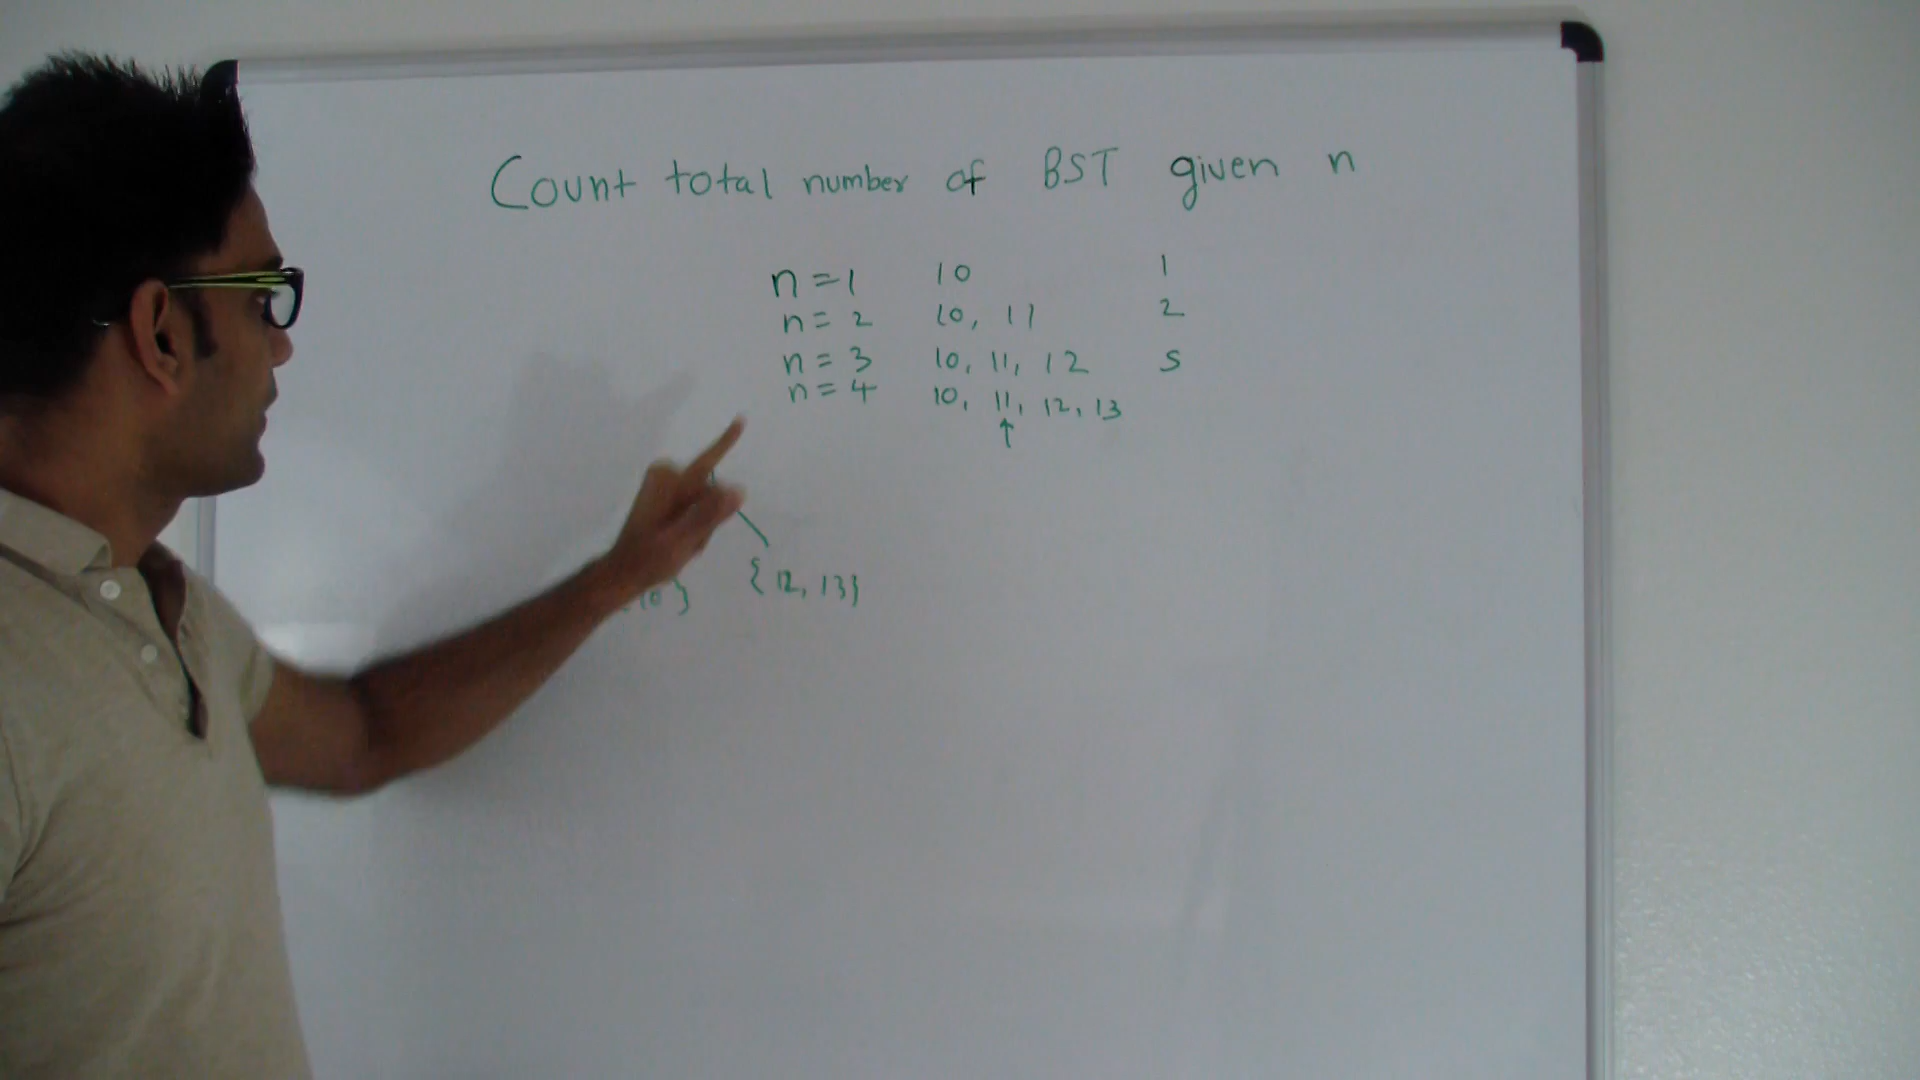 Count total number of BST given n
n = 1 10 1
n = 2 10, 11 2
n = 3 10, 11, 12 5
n = 4 10, 11, 12, 13
↑
10} {12, 13}